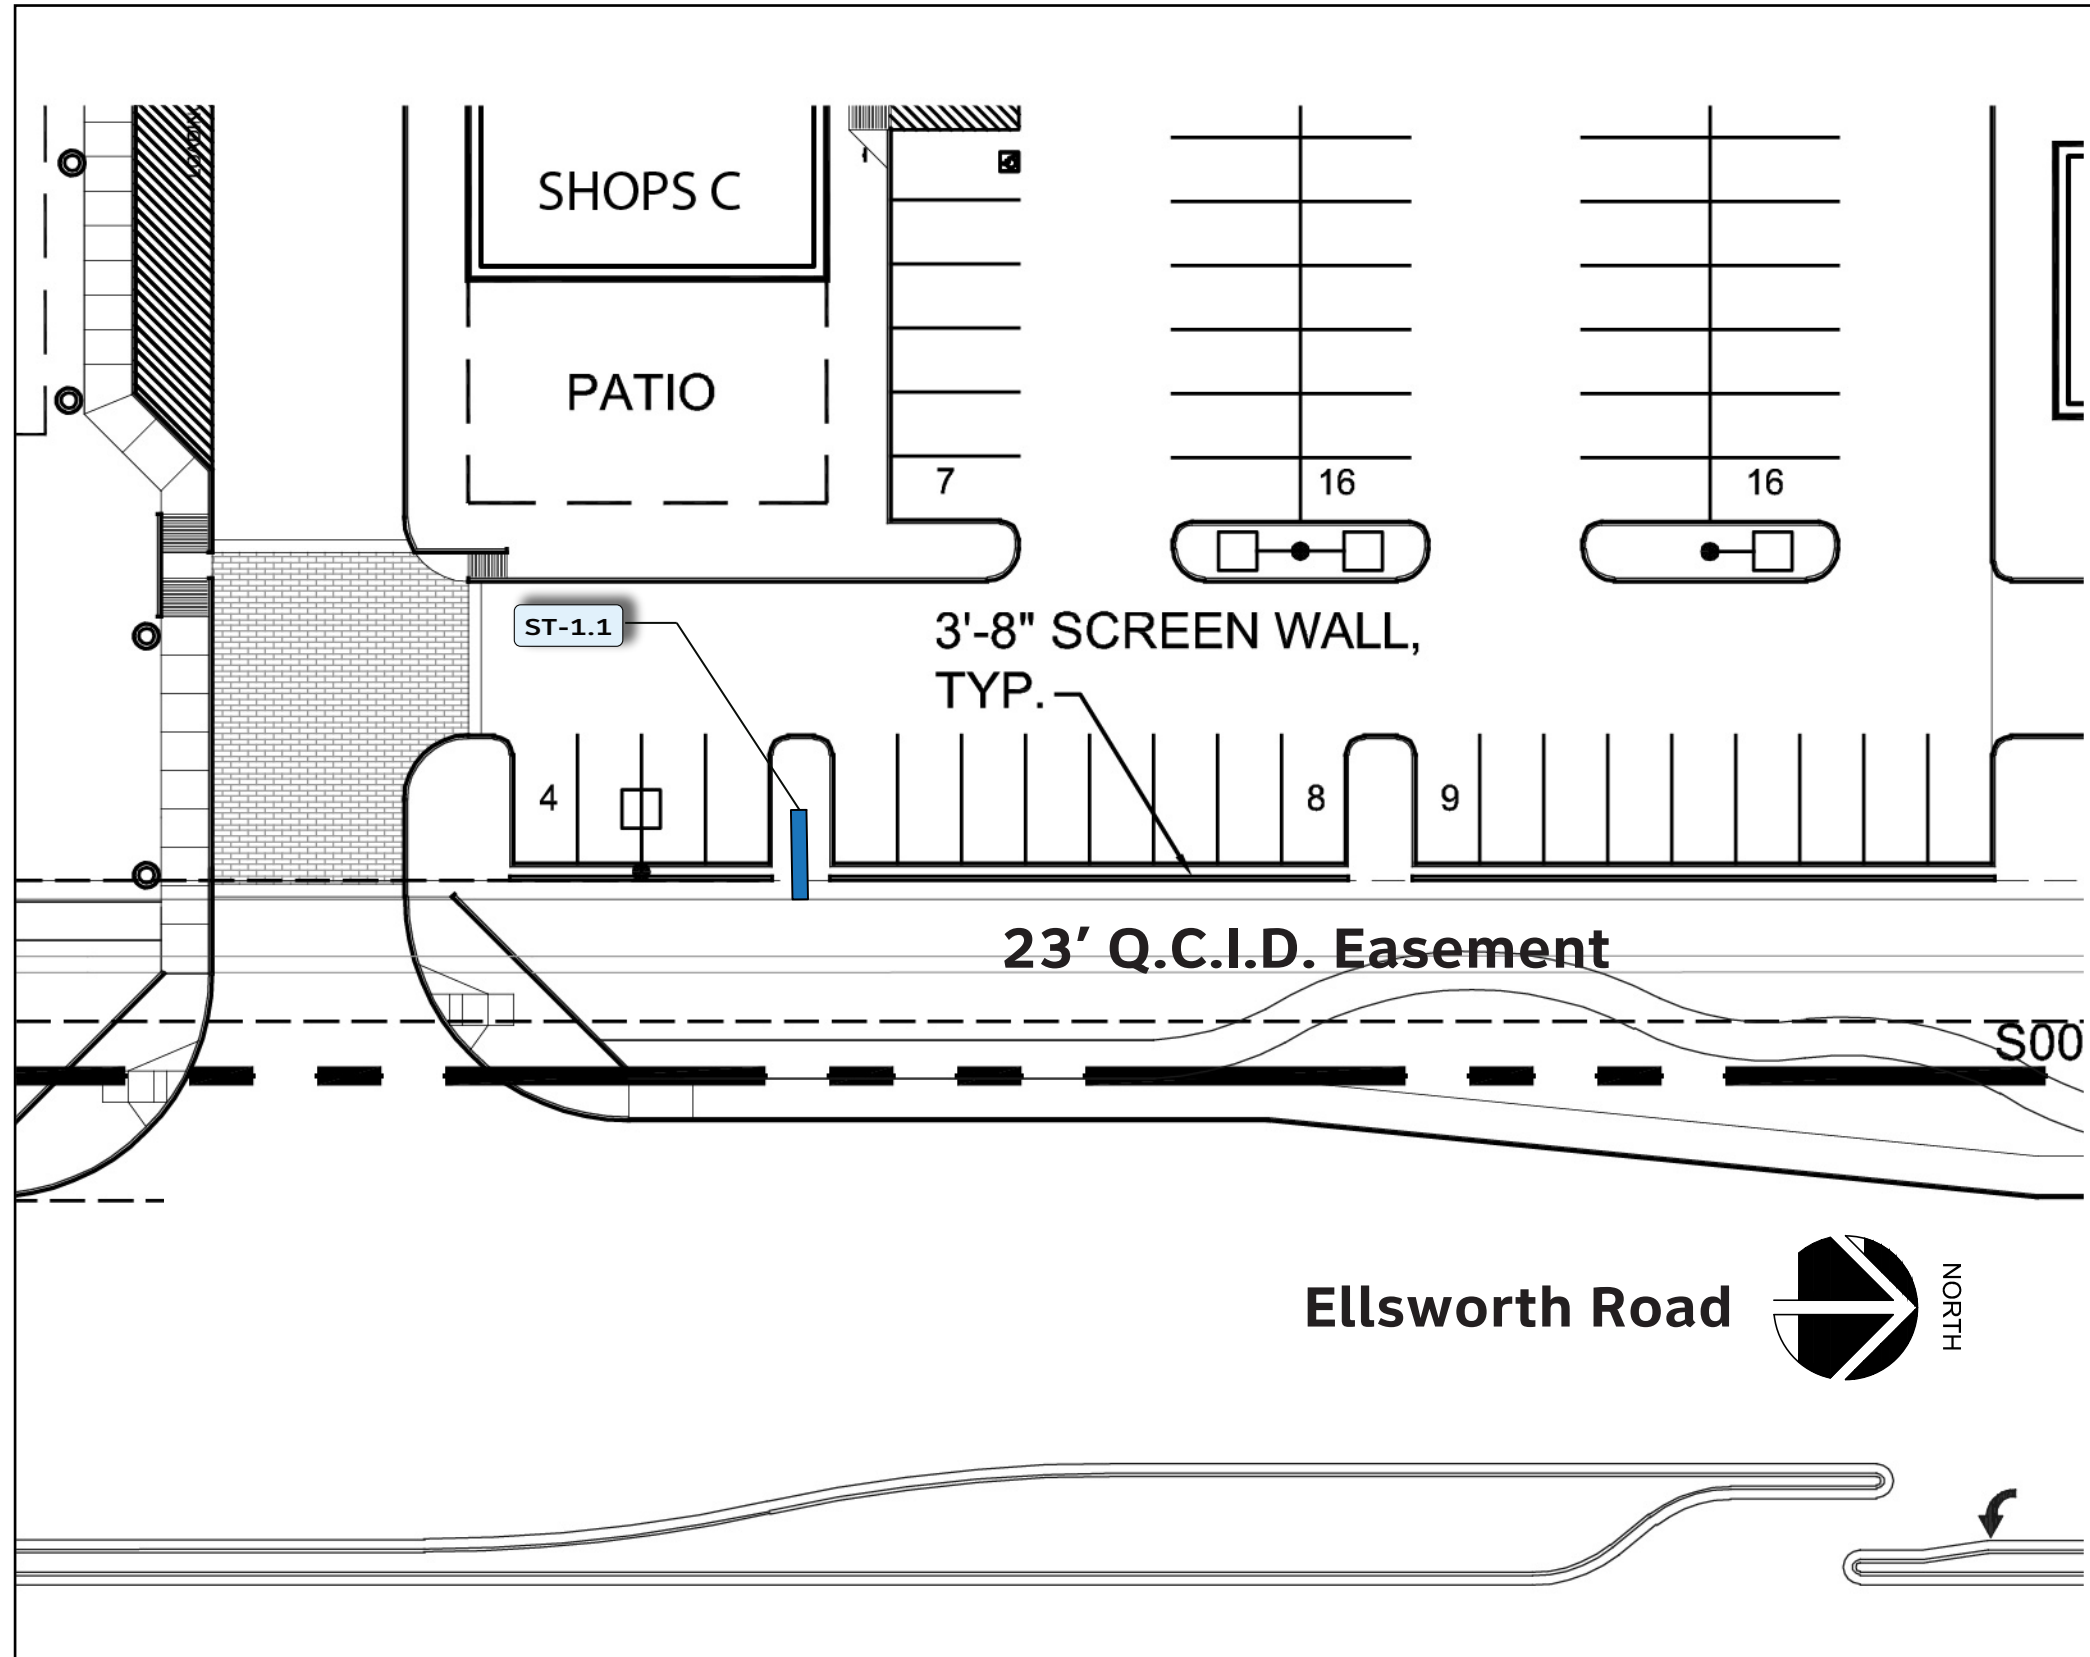 SHOPS C
PATIO
7
16
16
ST-1.1
3'-8" SCREEN WALL,
TYP.
4
8
9
23' Q.C.I.D. Easement
S00
Ellsworth Road
NORTH